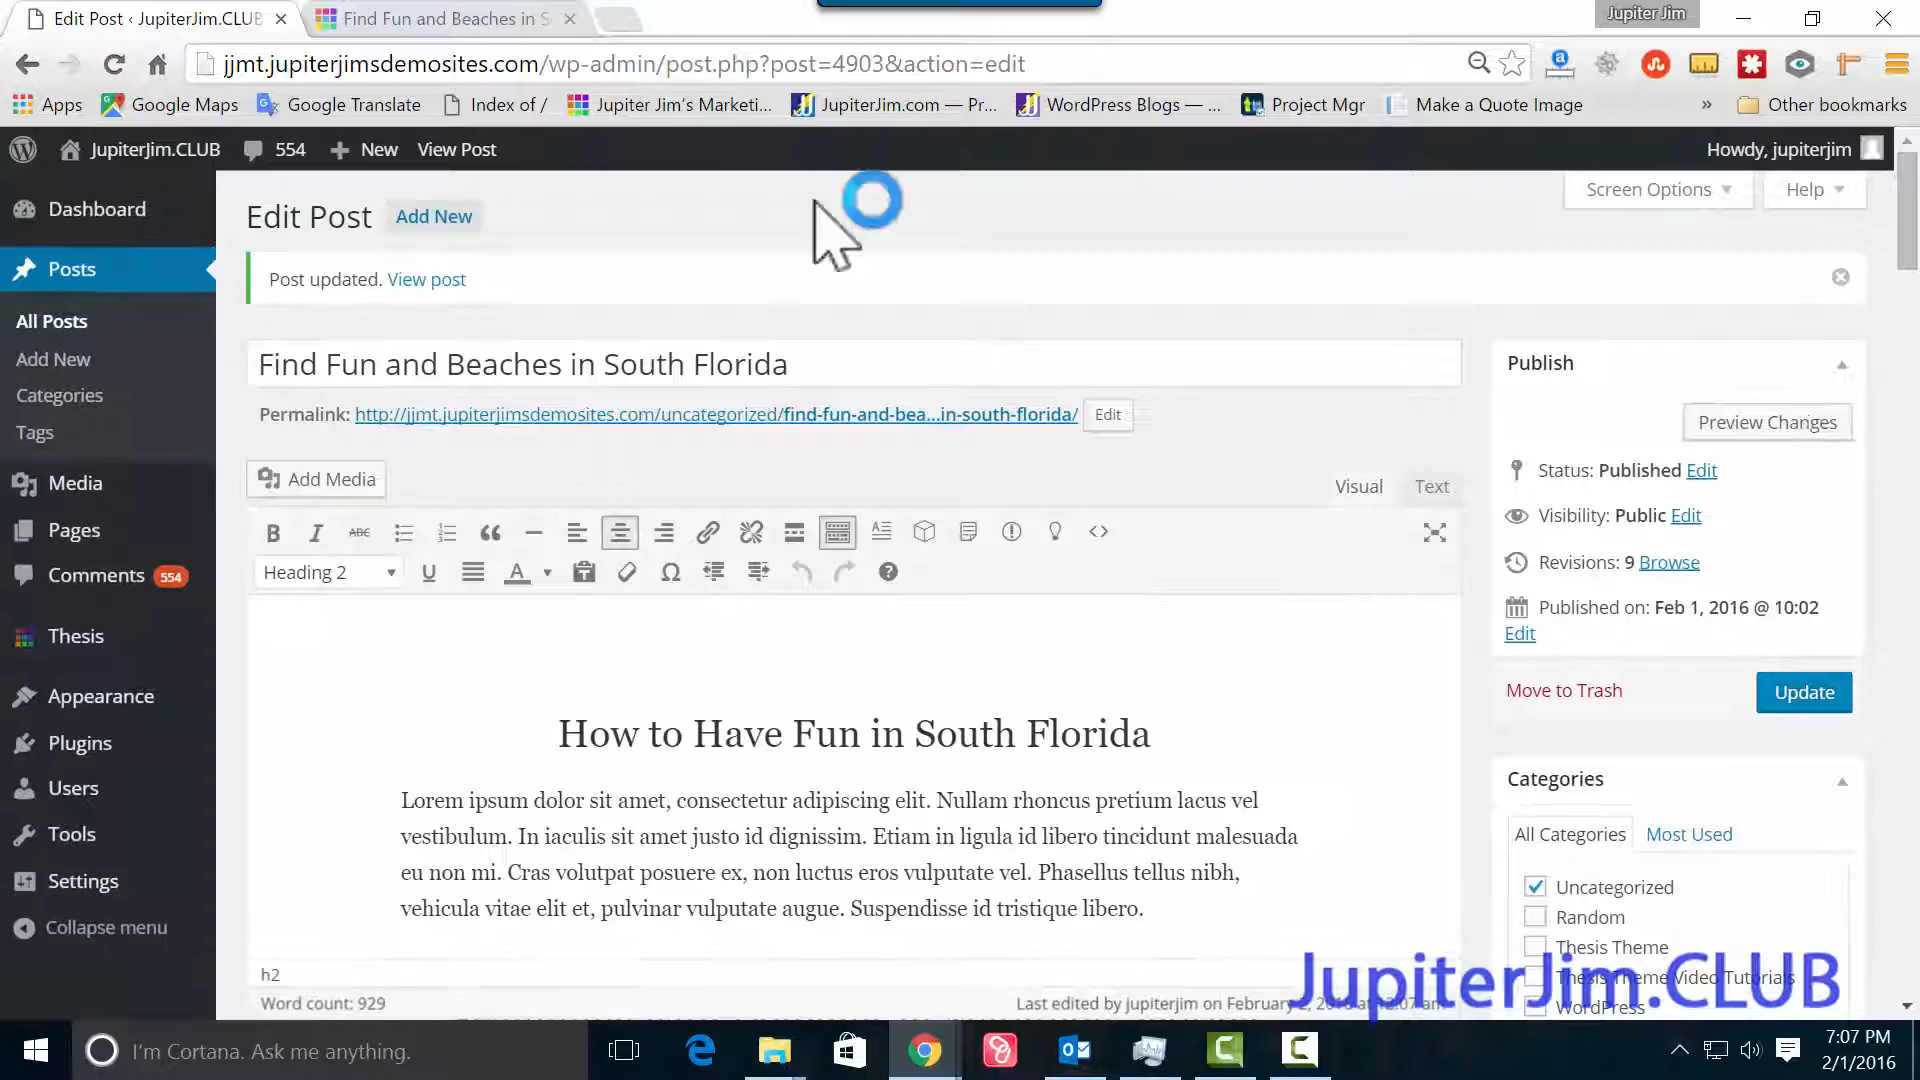 Edit Post ‹ JupiterJim.CLUB
Find Fun and Beaches in S
Jupiter Jim
jjmt.jupiterjimsdemosites.com/wp-admin/post.php?post=4903&action=edit
Apps
Google Maps
Google Translate
Index of /
Jupiter Jim's Marketi...
JupiterJim.com — Pr...
WordPress Blogs — ...
Project Mgr
Make a Quote Image
»
Other bookmarks
JupiterJim.CLUB
554
New
View Post
Howdy, jupiterjim
Dashboard
Posts
All Posts
Add New
Categories
Tags
Media
Pages
Comments 554
Thesis
Appearance
Plugins
Users
Tools
Settings
Collapse menu
Screen Options
Help
Edit Post Add New
Post updated. View post
Find Fun and Beaches in South Florida
Permalink: http://jjmt.jupiterjimsdemosites.com/uncategorized/find-fun-and-bea...in-south-florida/ Edit
Add Media
Visual
Text
B I ABC
Heading 2
U A Ω
How to Have Fun in South Florida
Lorem ipsum dolor sit amet, consectetur adipiscing elit. Nullam rhoncus pretium lacus vel
vestibulum. In iaculis sit amet justo id dignissim. Etiam in ligula id libero tincidunt malesuada
eu non mi. Cras volutpat posuere ex, non luctus eros vulputate vel. Phasellus tellus nibh,
vehicula vitae elit et, pulvinar vulputate augue. Suspendisse id tristique libero.
h2
Word count: 929
Last edited by jupiterjim on February 2, 2016 at 12:07 am
Publish
Preview Changes
Status: Published Edit
Visibility: Public Edit
Revisions: 9 Browse
Published on: Feb 1, 2016 @ 10:02
Edit
Move to Trash
Update
Categories
All Categories
Most Used
Uncategorized
Random
Thesis Theme
Thesis Theme Video Tutorials
WordPress
JupiterJim.CLUB
I'm Cortana. Ask me anything.
7:07 PM
2/1/2016